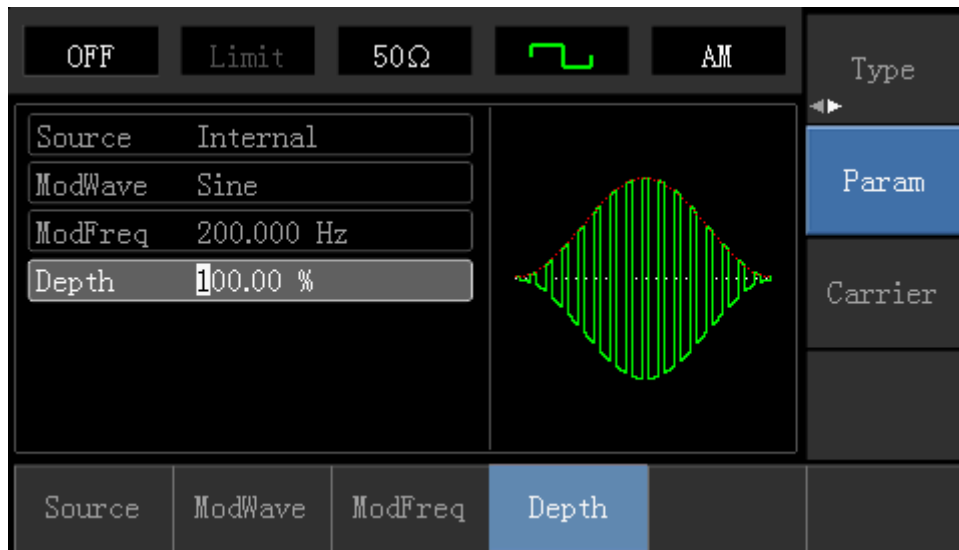 OFF Limit 50Ω AM
Type
Source Internal
ModWave Sine
ModFreq 200.000 Hz
Depth 100.00 %
Param
Carrier
Source ModWave ModFreq Depth